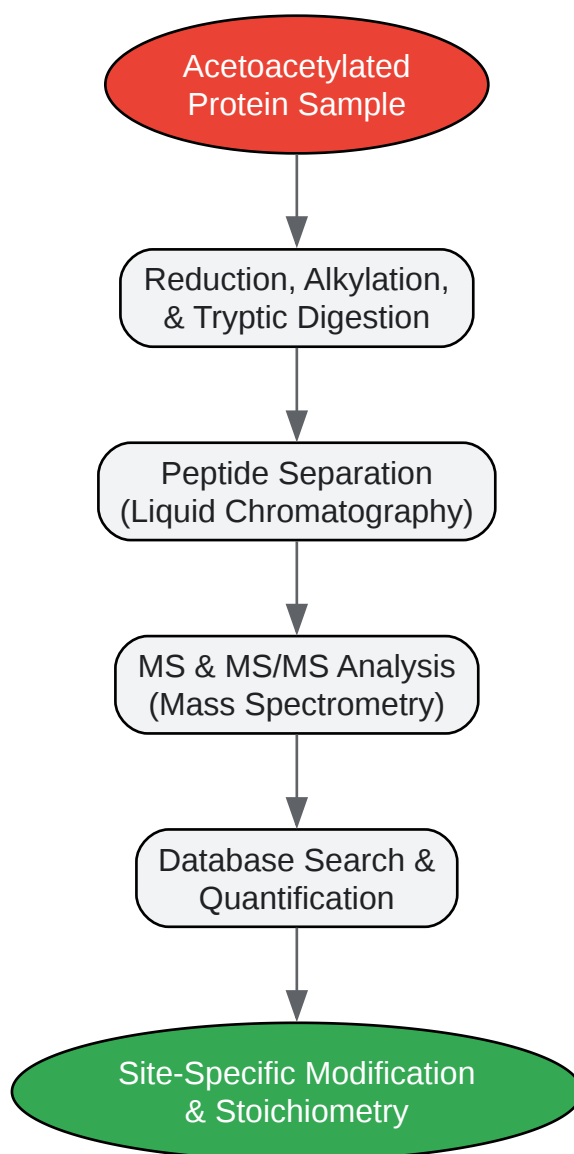 Acetoacetylated
Protein Sample
Reduction, Alkylation,
& Tryptic Digestion
Peptide Separation
(Liquid Chromatography)
MS & MS/MS Analysis
(Mass Spectrometry)
Database Search &
Quantification
Site-Specific Modification
& Stoichiometry